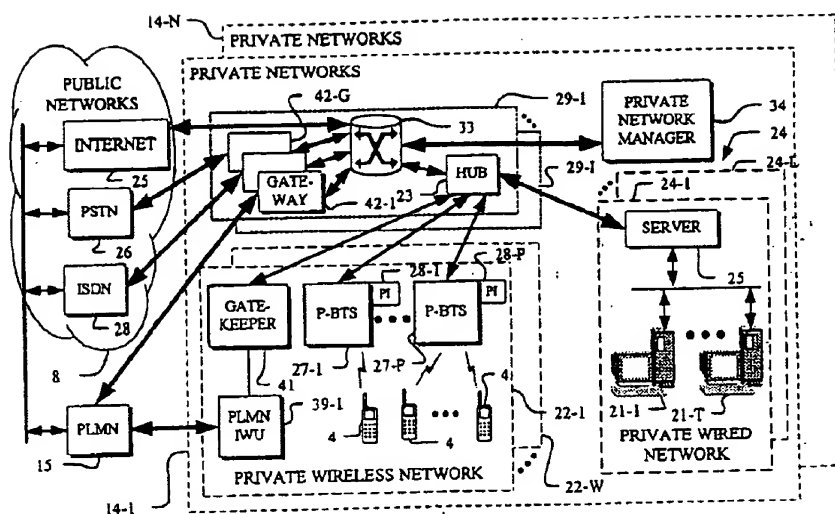 14-N
PRIVATE NETWORKS
PRIVATE NETWORKS
PUBLIC
NETWORKS
42-G
33
29-1
PRIVATE
NETWORK
MANAGER
34
24
24-L
INTERNET
25
GATE-
WAY
42-1
23
HUB
29-I
24-1
SERVER
25
PSTN
26
ISDN
28
8
28-1
28-P
PI
PI
GATE-
KEEPER
P-BTS
P-BTS
27-1
27-P
41
4
PLMN
15
PLMN
IWU
39-1
4
4
22-1
21-1
21-T
PRIVATE WIRED
NETWORK
PRIVATE WIRELESS NETWORK
14-1
22-W